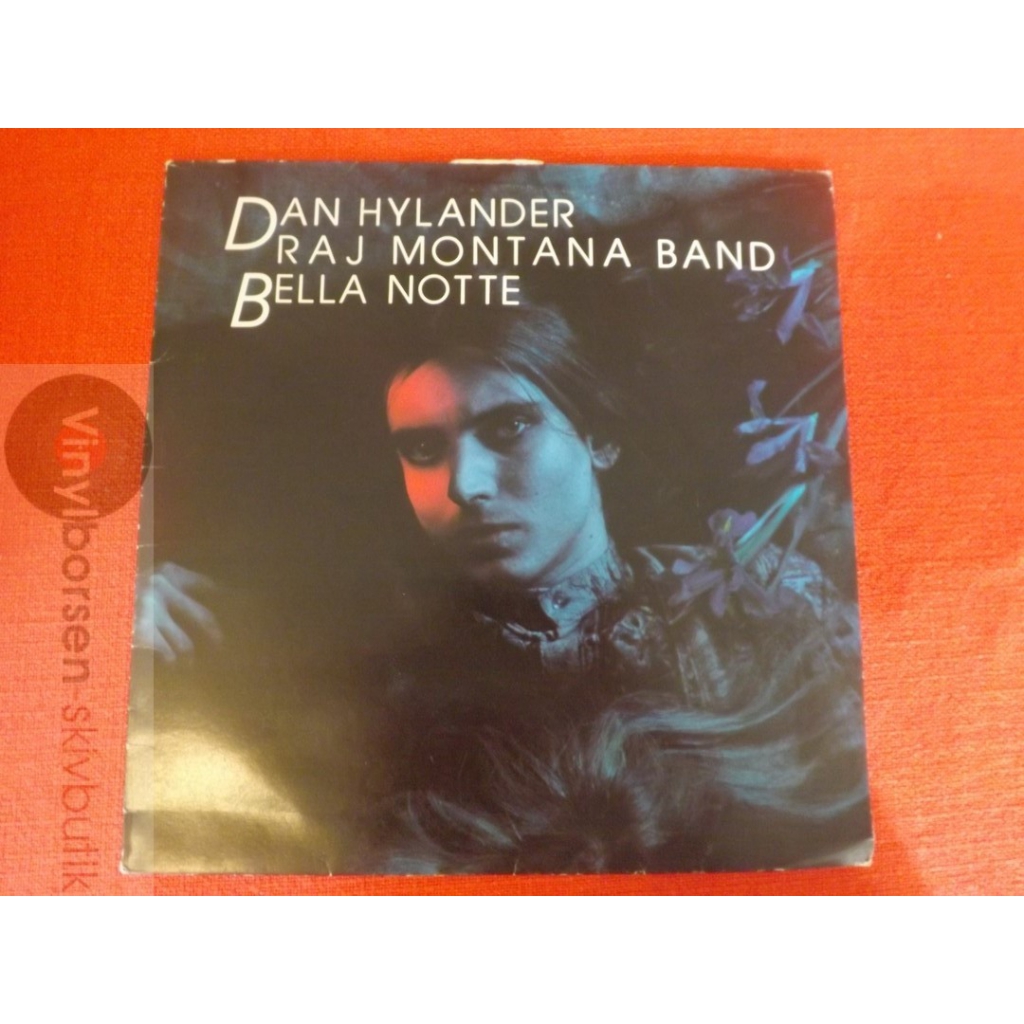 DAN HYLANDER
RAJ MONTANA BAND
BELLA NOTTE
vinylborsen-skivbutik